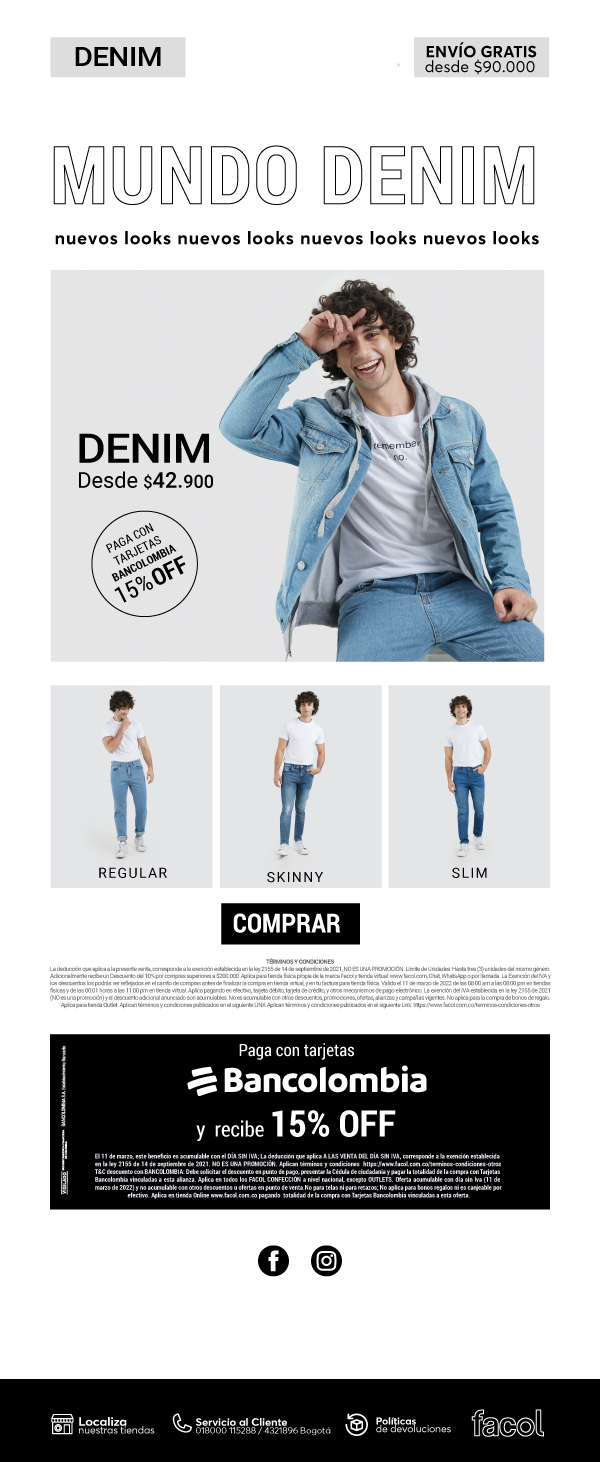 DENIM
ENVÍO GRATIS
desde $90.000
MUNDO DENIM
nuevos looks nuevos looks nuevos looks nuevos looks
remember
no.
DENIM
Desde $42.900
PAGA CON
TARJETAS
BANCOLOMBIA
15% OFF
REGULAR
SKINNY
SLIM
COMPRAR
TÉRMINOS Y CONDICIONES
La deducción que aplica a la presente venta, corresponde a la exención establecida en la ley 2155 de 14 de septiembre de 2021, NO ES UNA PROMOCIÓN. Límite de Unidades: Hasta tres (3) unidades del mismo género.
Adicionalmente recibe un Descuento del 10% por compras superiores a $200.000. Aplica para tienda física propia de la marca Facol y tienda virtual: www.facol.com, Chat, WhatsApp o por llamada. La Exención del IVA y
los descuentos los podrás ver reflejados en el carrito de compras antes de finalizar la compra en tienda virtual, y en tu factura para tienda física. Valido el 11 de marzo de 2022 de las 08:00 am a las 08:00 pm en tiendas
físicas y de las 00:01 horas a las 11:00 pm en tienda virtual. Aplica pagando en efectivo, tarjeta débito, tarjeta de crédito, y otros mecanismos de pago electrónico. La exención del IVA establecida en la ley 2155 de 2021
(NO es una promoción) y el descuento adicional anunciado son acumulables. No es acumulable con otros descuentos, promociones, ofertas, alianzas y campañas vigentes. No aplica para la compra de bonos de regalo.
Aplica para tienda Outlet. Aplican términos y condiciones publicados en el siguiente LINK Aplican términos y condiciones publicados en el siguiente Link: https://www.facol.com.co/terminos-condiciones-otros
Paga con tarjetas
Bancolombia
y recibe 15% OFF
El 11 de marzo, este beneficio es acumulable con el DÍA SIN IVA; La deducción que aplica A LAS VENTA DEL DÍA SIN IVA, corresponde a la exención establecida
en la ley 2155 de 14 de septiembre de 2021. NO ES UNA PROMOCIÓN. Aplican términos y condiciones https://www.facol.com.co/terminos-condiciones-otros
T&C descuento con BANCOLOMBIA: Debe solicitar el descuento en punto de pago, presentar la Cédula de ciudadanía y pagar la totalidad de la compra con Tarjetas
Bancolombia vinculadas a esta alianza. Aplica en todos los FACOL CONFECCIÓN a nivel nacional, excepto OUTLETS. Oferta acumulable con día sin Iva (11 de
marzo de 2022) y no acumulable con otros descuentos u ofertas en punto de venta.No para telas ni para retazos; No aplica para bonos regalos ni es canjeable por
efectivo. Aplica en tienda Online www.facol.com.co pagando totalidad de la compra con Tarjetas Bancolombia vinculadas a esta oferta.
VIGILADO
BANCOLOMBIA S.A. Establecimiento Bancario
Localiza
nuestras tiendas
Servicio al Cliente
018000 115288 / 4321896 Bogotá
Políticas
de devoluciones
facol